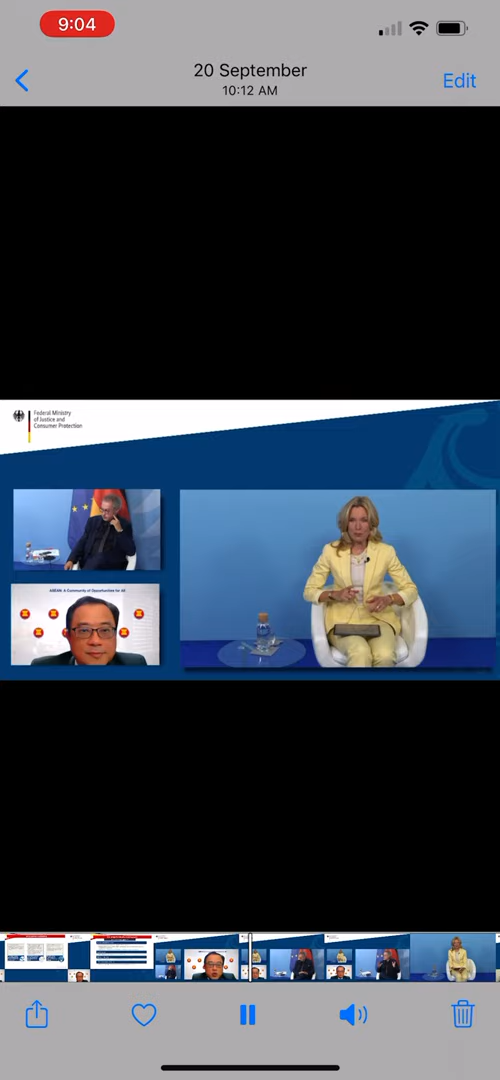 9:04
20 September
10:12 AM
Edit
Federal Ministry
of Justice and
Consumer Protection
ASEAN: A Community of Opportunities for All